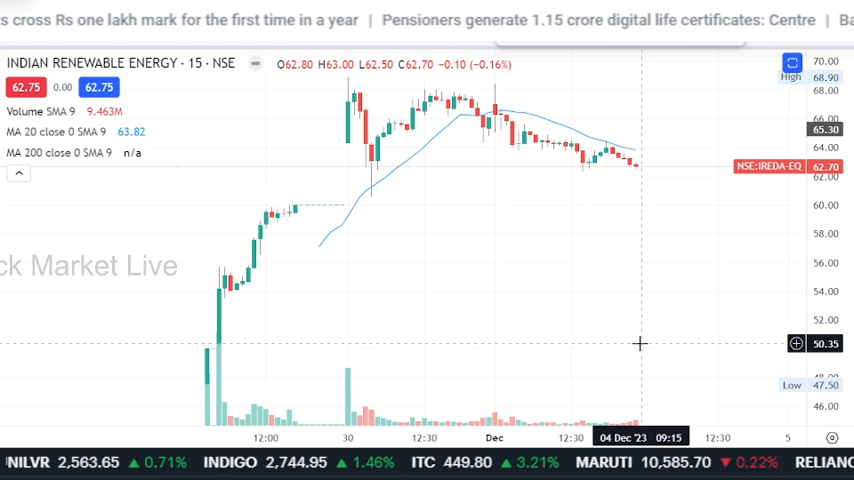 ts cross Rs one lakh mark for the first time in a year | Pensioners generate 1.15 crore digital life certificates: Centre | Ba
INDIAN RENEWABLE ENERGY · 15 · NSE O62.80 H63.00 L62.50 C62.70 −0.10 (−0.16%)
62.75 0.00 62.75
Volume SMA 9 9.463M
MA 20 close 0 SMA 9 63.82
MA 200 close 0 SMA 9 n/a
70.00
High 68.90
68.00
66.00
65.30
64.00
NSE:IREDA-EQ 62.70
62.00
60.00
58.00
56.00
ck Market Live
54.00
52.00
50.35
48.00
Low 47.50
46.00
12:00 30 12:30 Dec 12:30 04 Dec '23 09:15 12:30 5
UNILVR 2,563.65 ▲ 0.71% INDIGO 2,744.95 ▲ 1.46% ITC 449.80 ▲ 3.21% MARUTI 10,585.70 ▼ 0.22% RELIANC